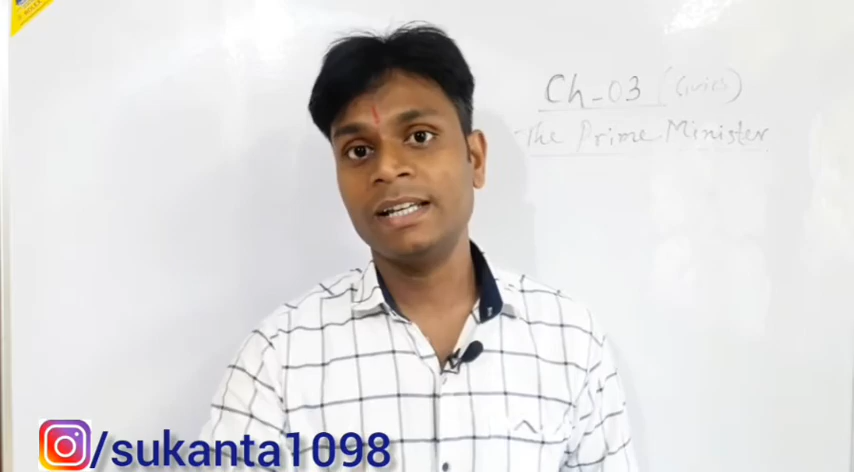 Ch-03 (Civics)
The Prime Minister
/sukanta1098